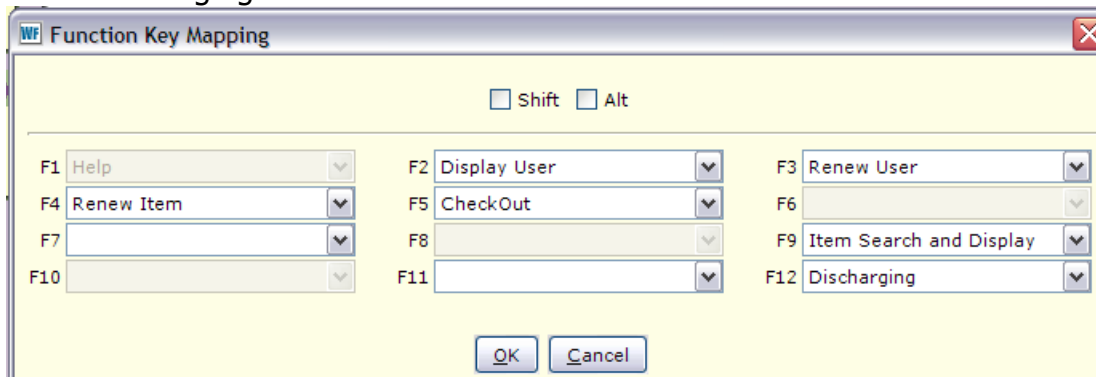 WF Function Key Mapping
Shift Alt
F1 Help F2 Display User F3 Renew User
F4 Renew Item F5 CheckOut F6
F7 F8 F9 Item Search and Display
F10 F11 F12 Discharging
OK Cancel